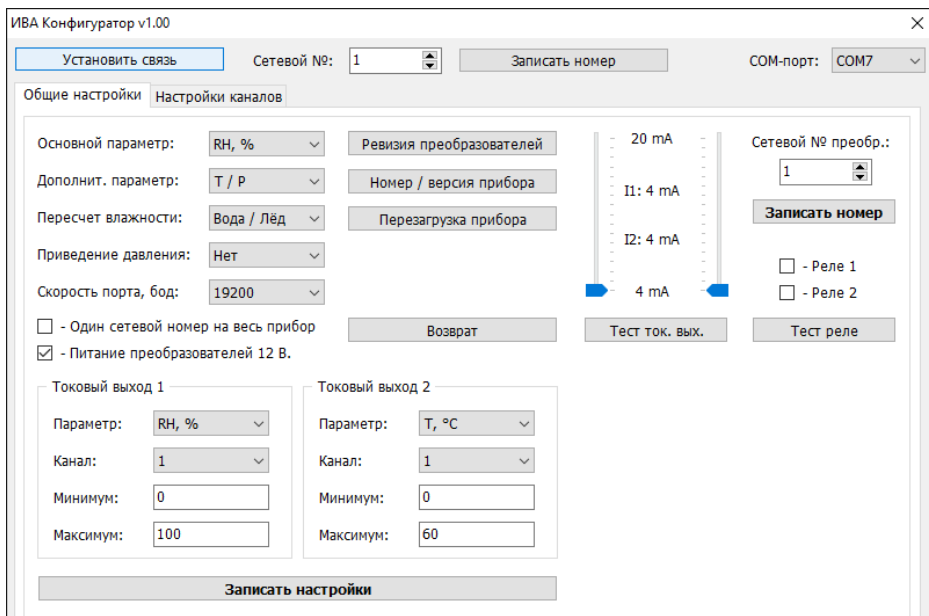 ИВА Конфигуратор v1.00
Установить связь Сетевой №: 1 Записать номер COM-порт: COM7
Общие настройки Настройки каналов
Основной параметр: RH, % Ревизия преобразователей 20 mA Сетевой № преобр.:
Дополнит. параметр: T / P Номер / версия прибора I1: 4 mA 1
Пересчет влажности: Вода / Лёд Перезагрузка прибора I2: 4 mA Записать номер
Приведение давления: Нет - Реле 1
Скорость порта, бод: 19200 4 mA - Реле 2
- Один сетевой номер на весь прибор Возврат Тест ток. вых. Тест реле
- Питание преобразователей 12 В.
Токовый выход 1 Токовый выход 2
Параметр: RH, % Параметр: T, °C
Канал: 1 Канал: 1
Минимум: 0 Минимум: 0
Максимум: 100 Максимум: 60
Записать настройки